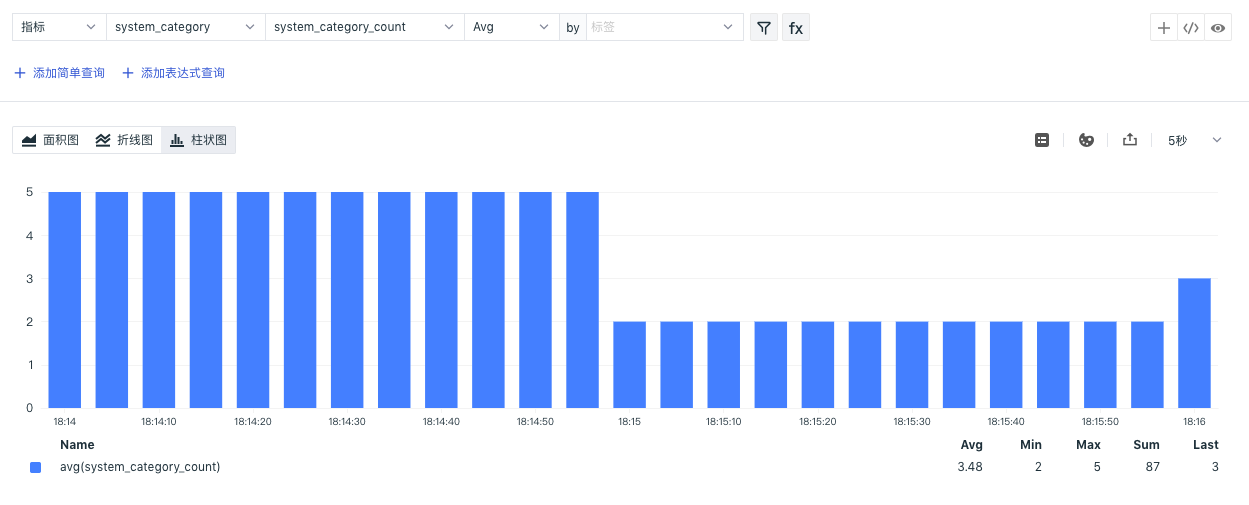 指标 system_category system_category_count Avg by 标签 fx
添加简单查询 添加表达式查询
面积图 折线图 柱状图 5秒
5
4
3
2
1
0
18:14 18:14:10 18:14:20 18:14:30 18:14:40 18:14:50 18:15 18:15:10 18:15:20 18:15:30 18:15:40 18:15:50 18:16
Name Avg Min Max Sum Last
avg(system_category_count) 3.48 2 5 87 3